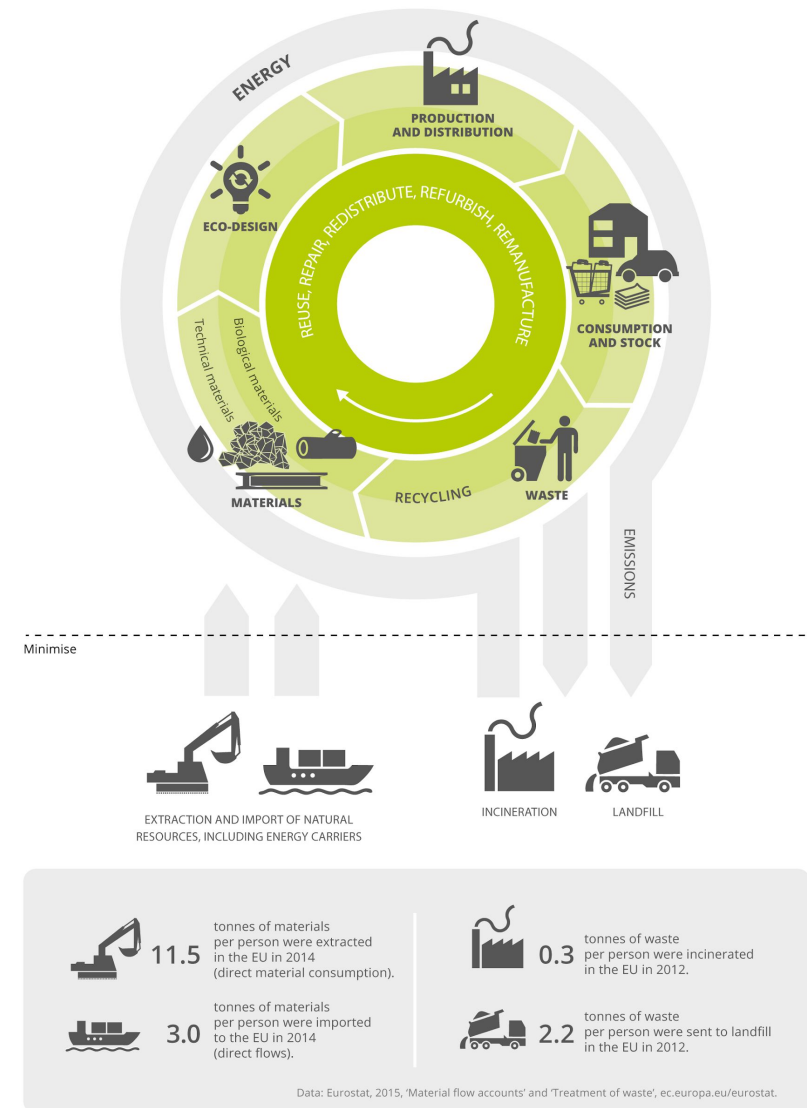 ENERGY
PRODUCTION
AND DISTRIBUTION
ECO-DESIGN
REUSE, REPAIR, REDISTRIBUTE, REFURBISH, REMANUFACTURE
CONSUMPTION
AND STOCK
Technical materials
Biological materials
MATERIALS
RECYCLING
WASTE
EMISSIONS
Minimise
EXTRACTION AND IMPORT OF NATURAL
RESOURCES, INCLUDING ENERGY CARRIERS
INCINERATION
LANDFILL
11.5
tonnes of materials
per person were extracted
in the EU in 2014
(direct material consumption).
3.0
tonnes of materials
per person were imported
to the EU in 2014
(direct flows).
0.3
tonnes of waste
per person were incinerated
in the EU in 2012.
2.2
tonnes of waste
per person were sent to landfill
in the EU in 2012.
Data: Eurostat, 2015, ‘Material flow accounts’ and ‘Treatment of waste’, ec.europa.eu/eurostat.